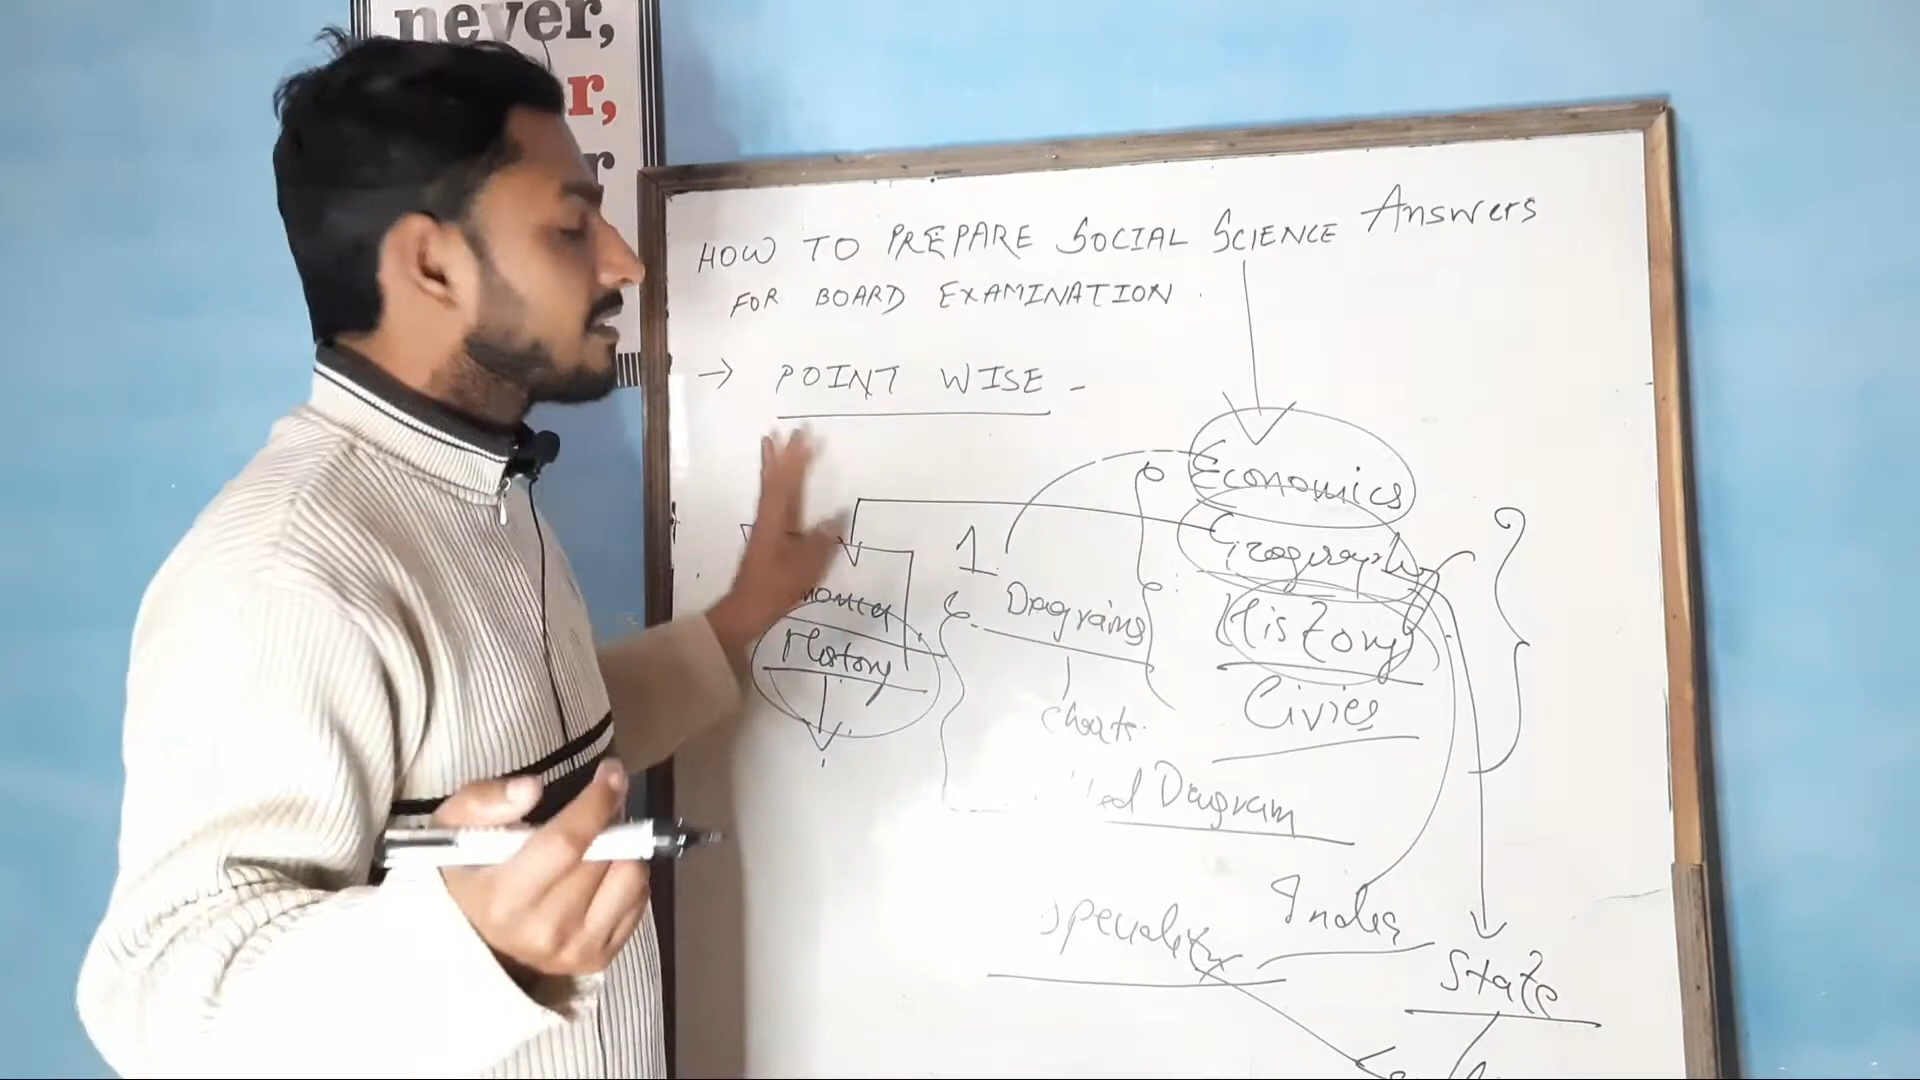 never,
r,
r
HOW TO PREPARE SOCIAL SCIENCE Answers
FOR BOARD EXAMINATION.
→ POINT WISE -
Economics
Geography
1.
Diagrams
History
History
Civics
Charts.
Diagram
India
Speciality
State